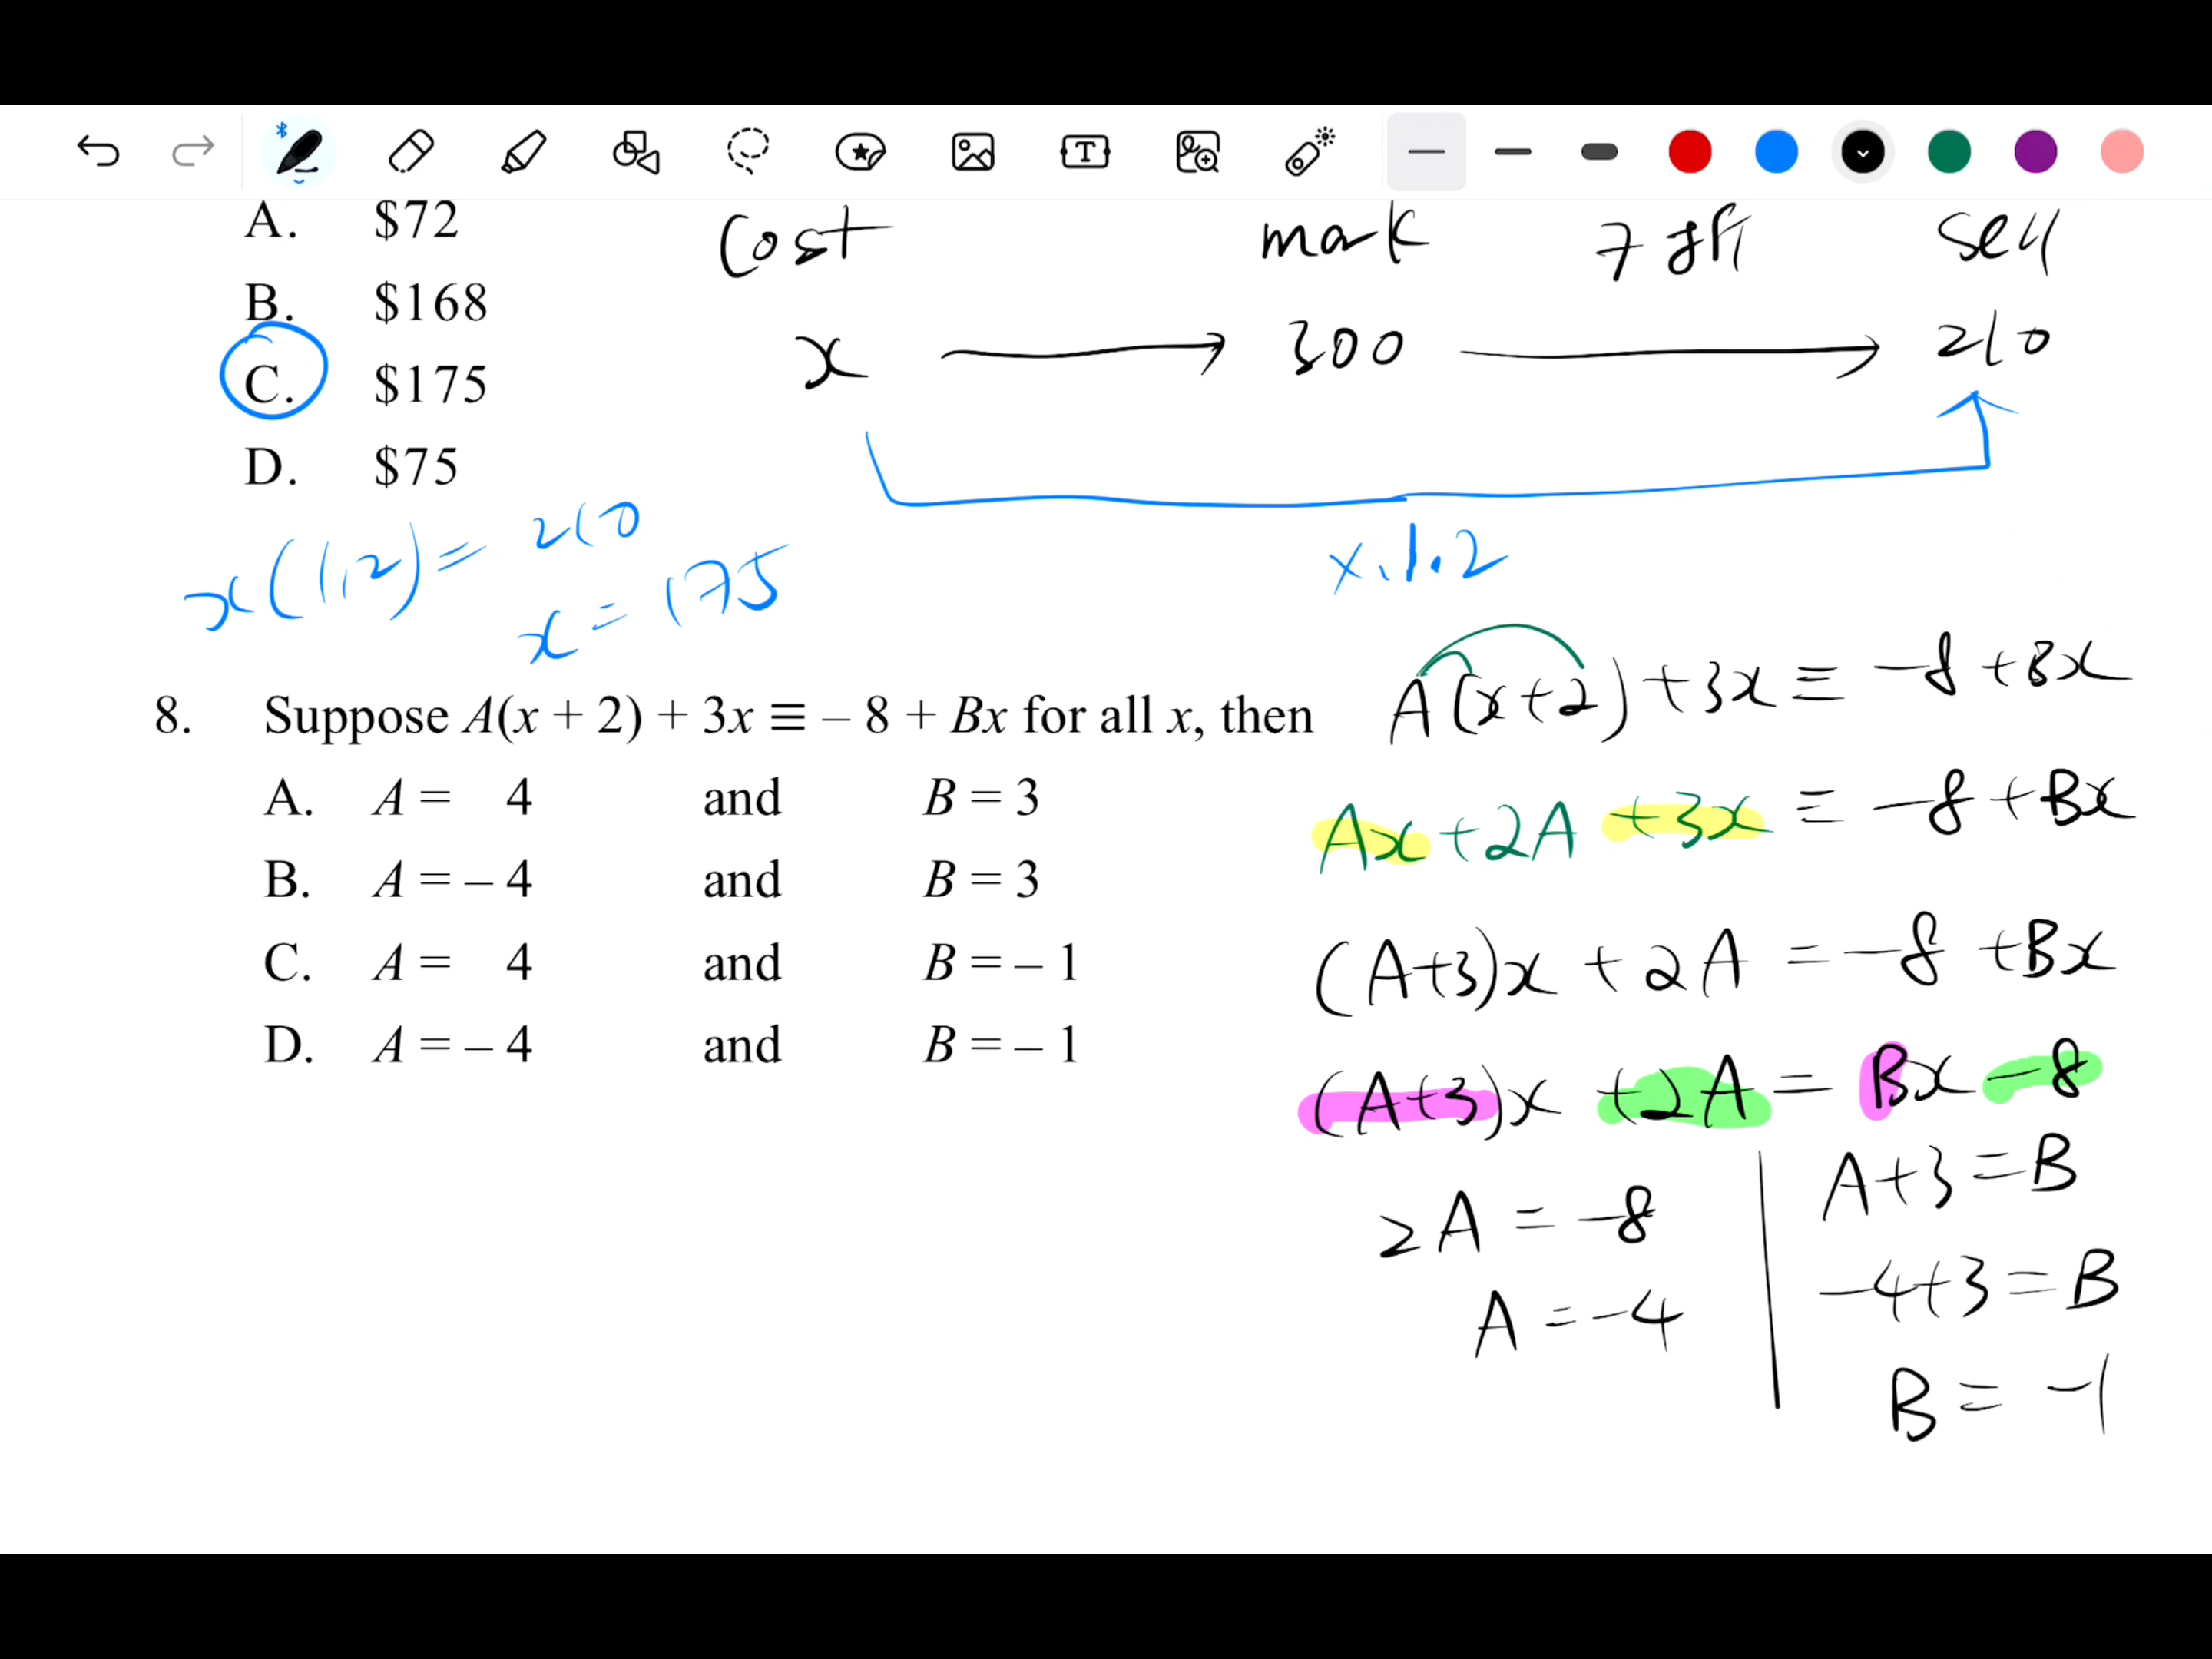 A. $72
Cost mark 7折 sell
B. $168
x → 300 → 210
C. $175
D. $75
x(1.2) = 210
x = 175
x.1.2
8. Suppose A(x + 2) + 3x ≡ – 8 + Bx for all x, then
A. A = 4 and B = 3
B. A = – 4 and B = 3
C. A = 4 and B = – 1
D. A = – 4 and B = – 1
A(x+2)+3x ≡ -8+Bx
Ax+2A+3x ≡ -8+Bx
(A+3)x+2A = -8+Bx
(A+3)x+2A = Bx-8
2A = -8
A = -4
A+3 = B
-4+3 = B
B = -1